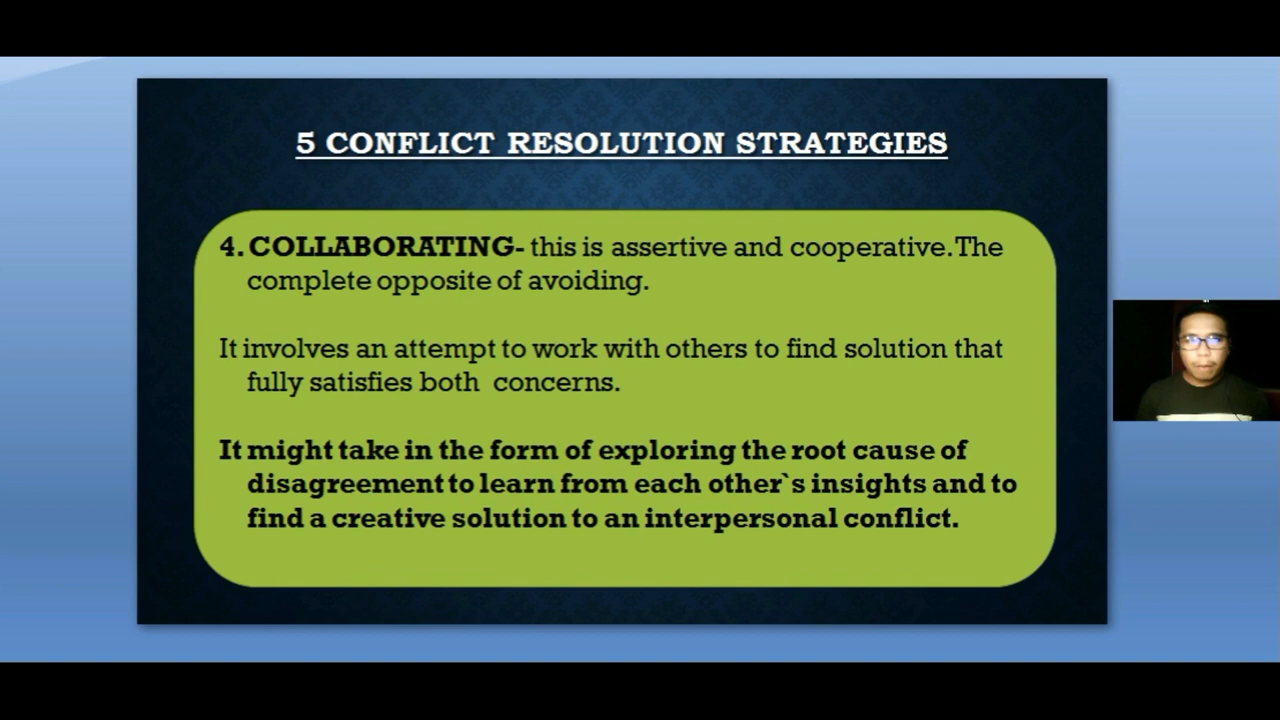 5 CONFLICT RESOLUTION STRATEGIES
4. COLLABORATING- this is assertive and cooperative. The
complete opposite of avoiding.
It involves an attempt to work with others to find solution that
fully satisfies both concerns.
It might take in the form of exploring the root cause of
disagreement to learn from each other`s insights and to
find a creative solution to an interpersonal conflict.